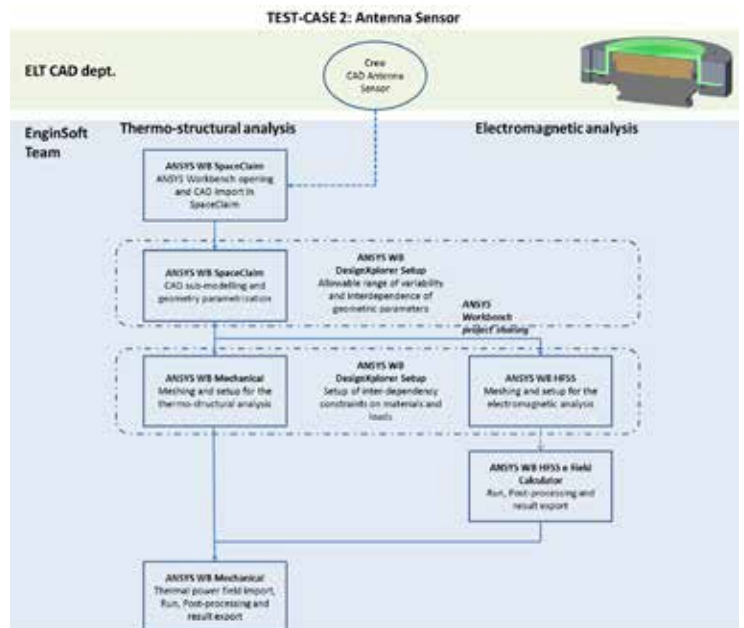 TEST-CASE 2: Antenna Sensor
ELT CAD dept.
Creo
CAD Antenna
Sensor
EnginSoft
Team
Thermo-structural analysis
Electromagnetic analysis
ANSYS WB SpaceClaim
ANSYS Workbench opening
and CAD import in
SpaceClaim
ANSYS WB SpaceClaim
CAD sub-modelling and
geometry parametrization
ANSYS WB
DesignXplorer Setup
Allowable range of variability
and interdependence of
geometric parameters
ANSYS
Workbench
project sharing
ANSYS WB Mechanical
Meshing and setup for the
thermo-structural analysis
ANSYS WB
DesignXplorer Setup
Setup of inter-dependency
constraints on materials and
loads
ANSYS WB HFSS
Meshing and setup for the
electromagnetic analysis
ANSYS WB HFSS e Field
Calculator
Run, Post-processing and
result export
ANSYS WB Mechanical
Thermal power field import,
Run, Post-processing and
result export